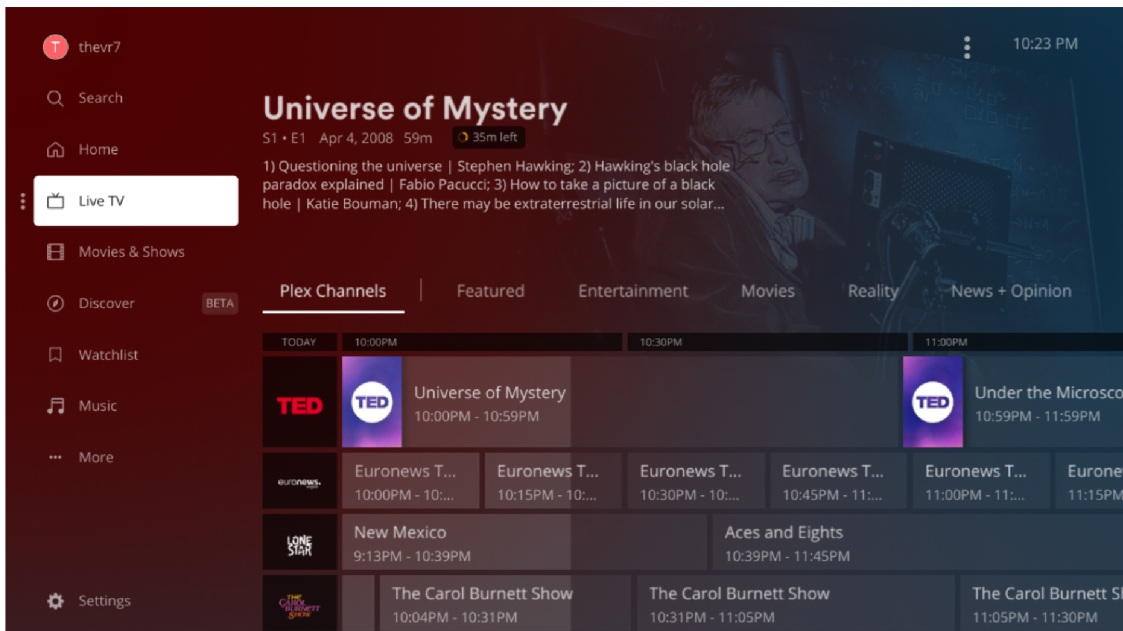 T thevr7
10:23 PM
Search
Home
Live TV
Movies & Shows
Discover BETA
Watchlist
Music
More
Settings
Universe of Mystery
S1 • E1 Apr 4, 2008 59m 35m left
1) Questioning the universe | Stephen Hawking; 2) Hawking's black hole
paradox explained | Fabio Pacucci; 3) How to take a picture of a black
hole | Katie Bouman; 4) There may be extraterrestrial life in our solar...
Plex Channels | Featured Entertainment Movies Reality News + Opinion
TODAY 10:00PM 10:30PM 11:00PM
TED
TED
Universe of Mystery
10:00PM - 10:59PM
TED
Under the Microsco
10:59PM - 11:59PM
euronews.
Euronews T... Euronews T... Euronews T... Euronews T... Euronews T... Eurone
10:00PM - 10:... 10:15PM - 10:... 10:30PM - 10:... 10:45PM - 11:... 11:00PM - 11:... 11:15PM
LONE
STAR
New Mexico Aces and Eights
9:13PM - 10:39PM 10:39PM - 11:45PM
THE
CAROL
BURNETT
SHOW
The Carol Burnett Show The Carol Burnett Show The Carol Burnett S
10:04PM - 10:31PM 10:31PM - 11:05PM 11:05PM - 11:30PM